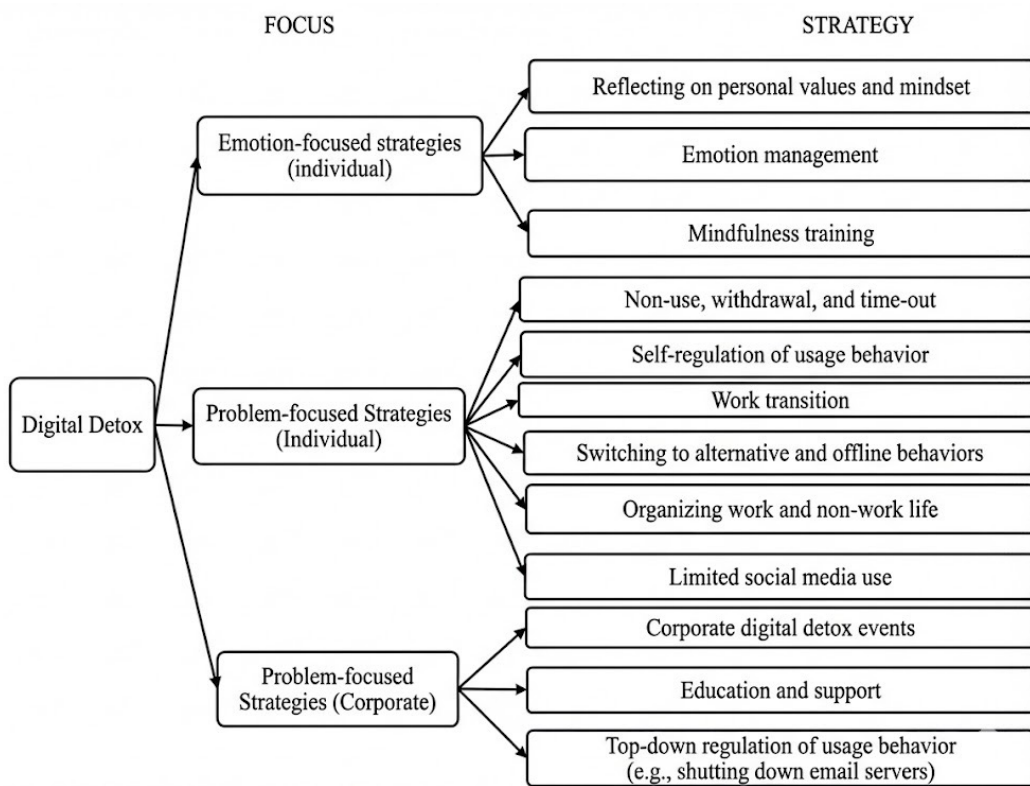 FOCUS
STRATEGY
Emotion-focused strategies
(individual)
Reflecting on personal values and mindset
Emotion management
Mindfulness training
Digital Detox
Problem-focused Strategies
(Individual)
Non-use, withdrawal, and time-out
Self-regulation of usage behavior
Work transition
Switching to alternative and offline behaviors
Organizing work and non-work life
Limited social media use
Problem-focused
Strategies (Corporate)
Corporate digital detox events
Education and support
Top-down regulation of usage behavior
(e.g., shutting down email servers)